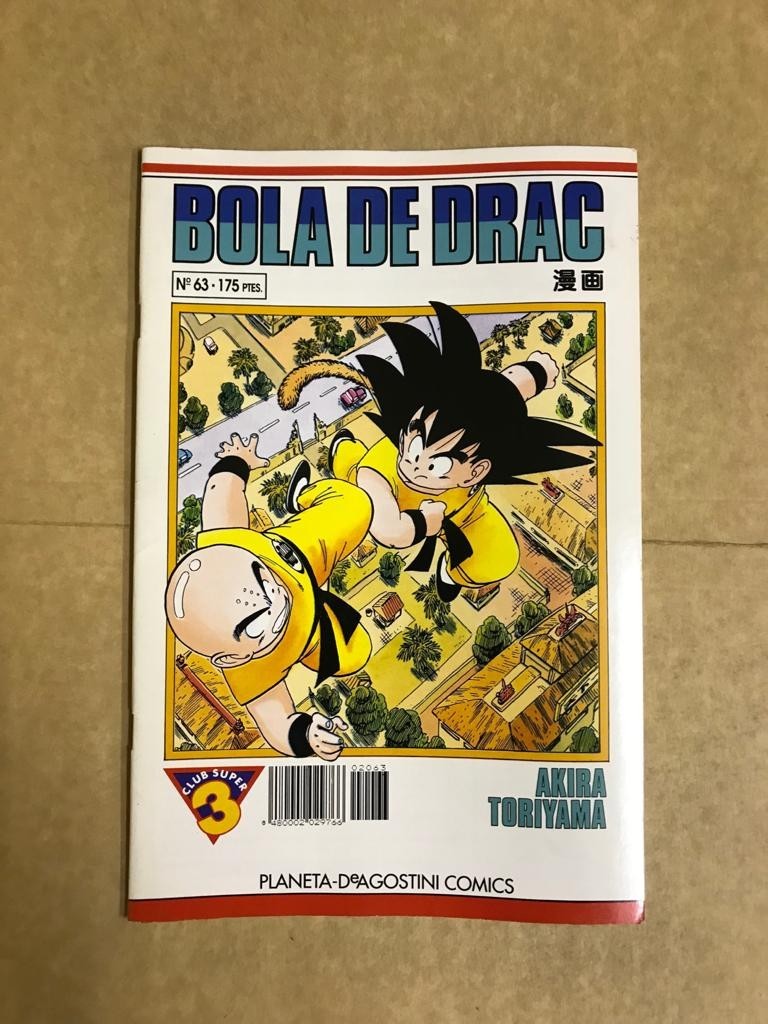 BOLA DE DRAC
Nº 63 · 175 PTES.
漫画
CLUB SUPER
3
02063
8 480002 029766
AKIRA
TORIYAMA
PLANETA-DeAGOSTINI COMICS